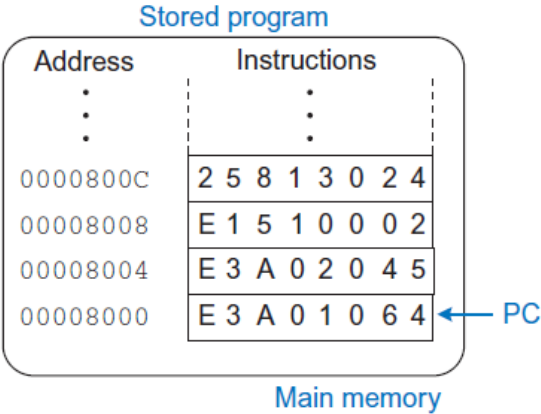 Stored program
Address Instructions
0000800C 2 5 8 1 3 0 2 4
00008008 E 1 5 1 0 0 0 2
00008004 E 3 A 0 2 0 4 5
00008000 E 3 A 0 1 0 6 4 PC
Main memory